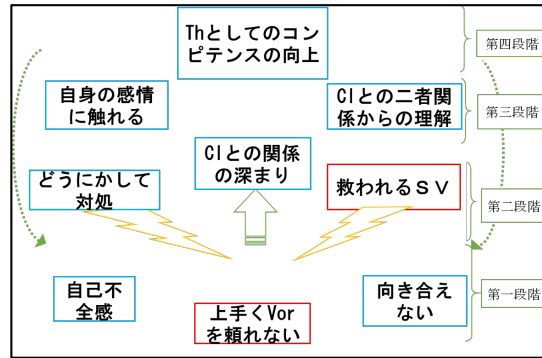 Thとしてのコン
ピテンスの向上
第四段階
自身の感情
に触れる
Clとの二者関
係からの理解
第三段階
Clとの関係
の深まり
どうにかして
対処
救われるＳＶ
第二段階
自己不
全感
上手くVor
を頼れない
向き合え
ない
第一段階